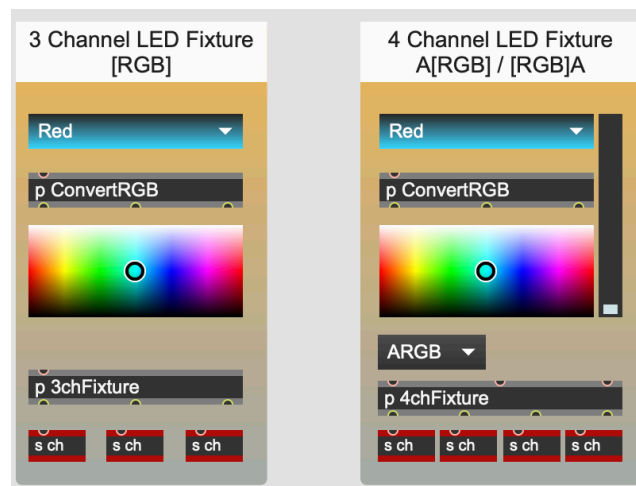 3 Channel LED Fixture
[RGB]
Red
p ConvertRGB
p 3chFixture
s ch
s ch
s ch
4 Channel LED Fixture
A[RGB] / [RGB]A
Red
p ConvertRGB
ARGB
p 4chFixture
s ch
s ch
s ch
s ch